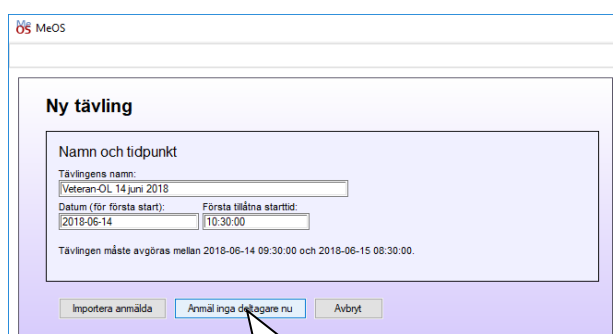 MeOS MeOS
Ny tävling
Namn och tidpunkt
Tävlingens namn:
Veteran-OL 14 juni 2018
Datum (för första start): Första tillåtna starttid:
2018-06-14 10:30:00
Tävlingen måste avgöras mellan 2018-06-14 09:30:00 och 2018-06-15 08:30:00.
Importera anmälda Anmäl inga deltagare nu Avbryt